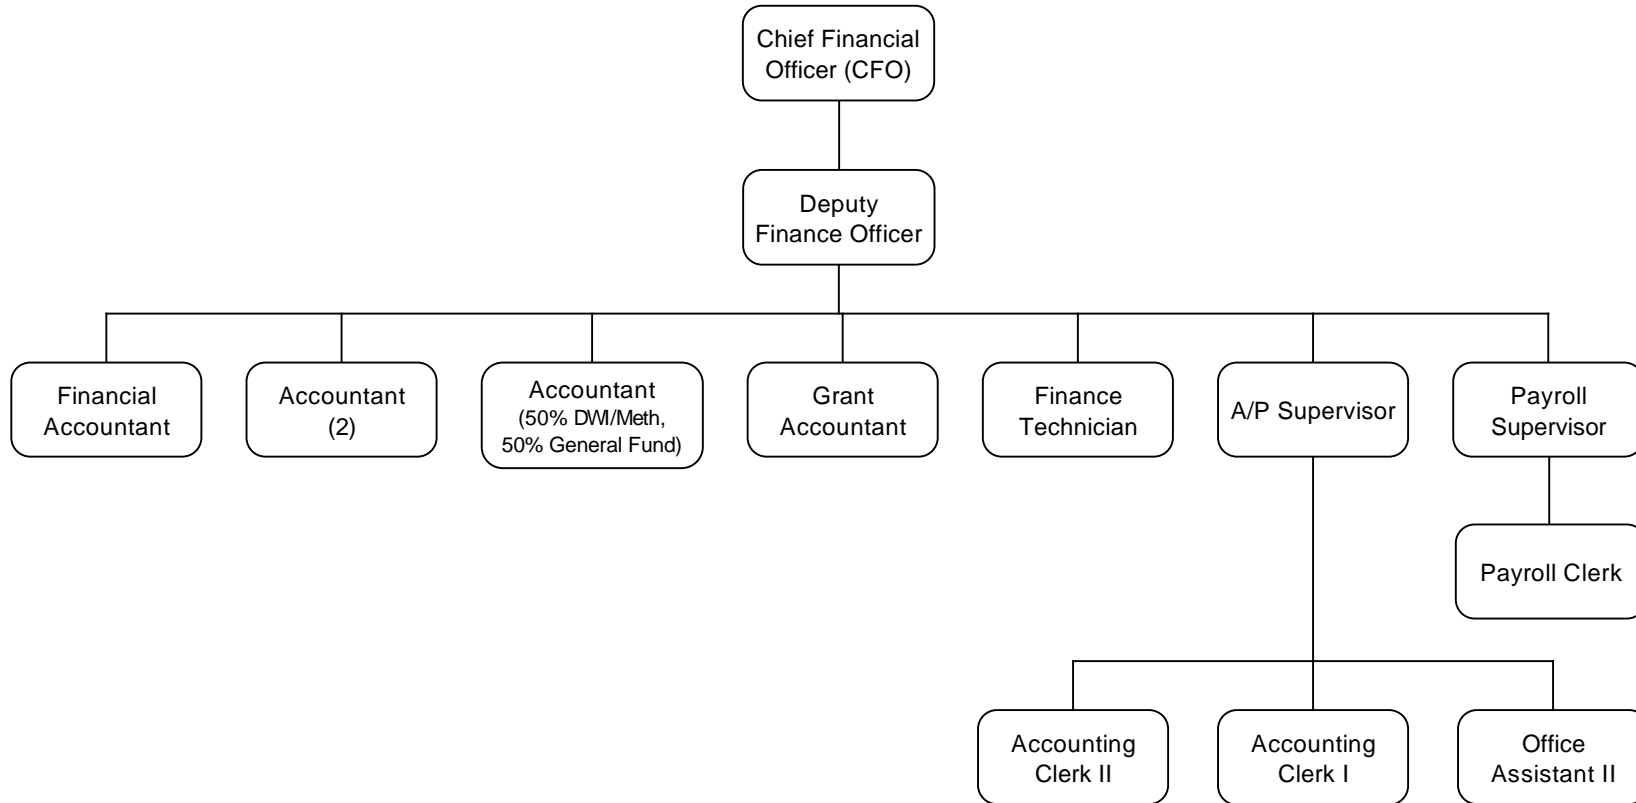 Chief Financial
Officer (CFO)
Deputy
Finance Officer
Financial
Accountant
Accountant
(2)
Accountant
(50% DWI/Meth,
50% General Fund)
Grant
Accountant
Finance
Technician
A/P Supervisor
Payroll
Supervisor
Payroll Clerk
Accounting
Clerk II
Accounting
Clerk I
Office
Assistant II